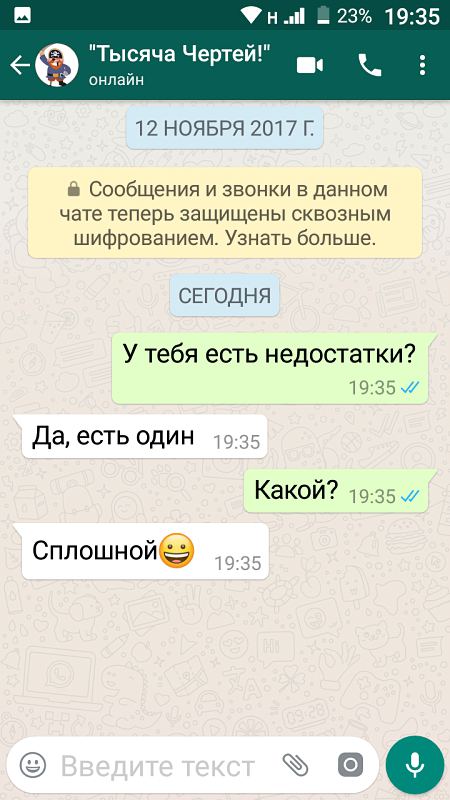 Н 23% 19:35
"Тысяча Чертей!"
онлайн
12 НОЯБРЯ 2017 Г.
Сообщения и звонки в данном
чате теперь защищены сквозным
шифрованием. Узнать больше.
СЕГОДНЯ
У тебя есть недостатки?
19:35
Да, есть один 19:35
Какой? 19:35
Сплошной😀 19:35
Введите текст